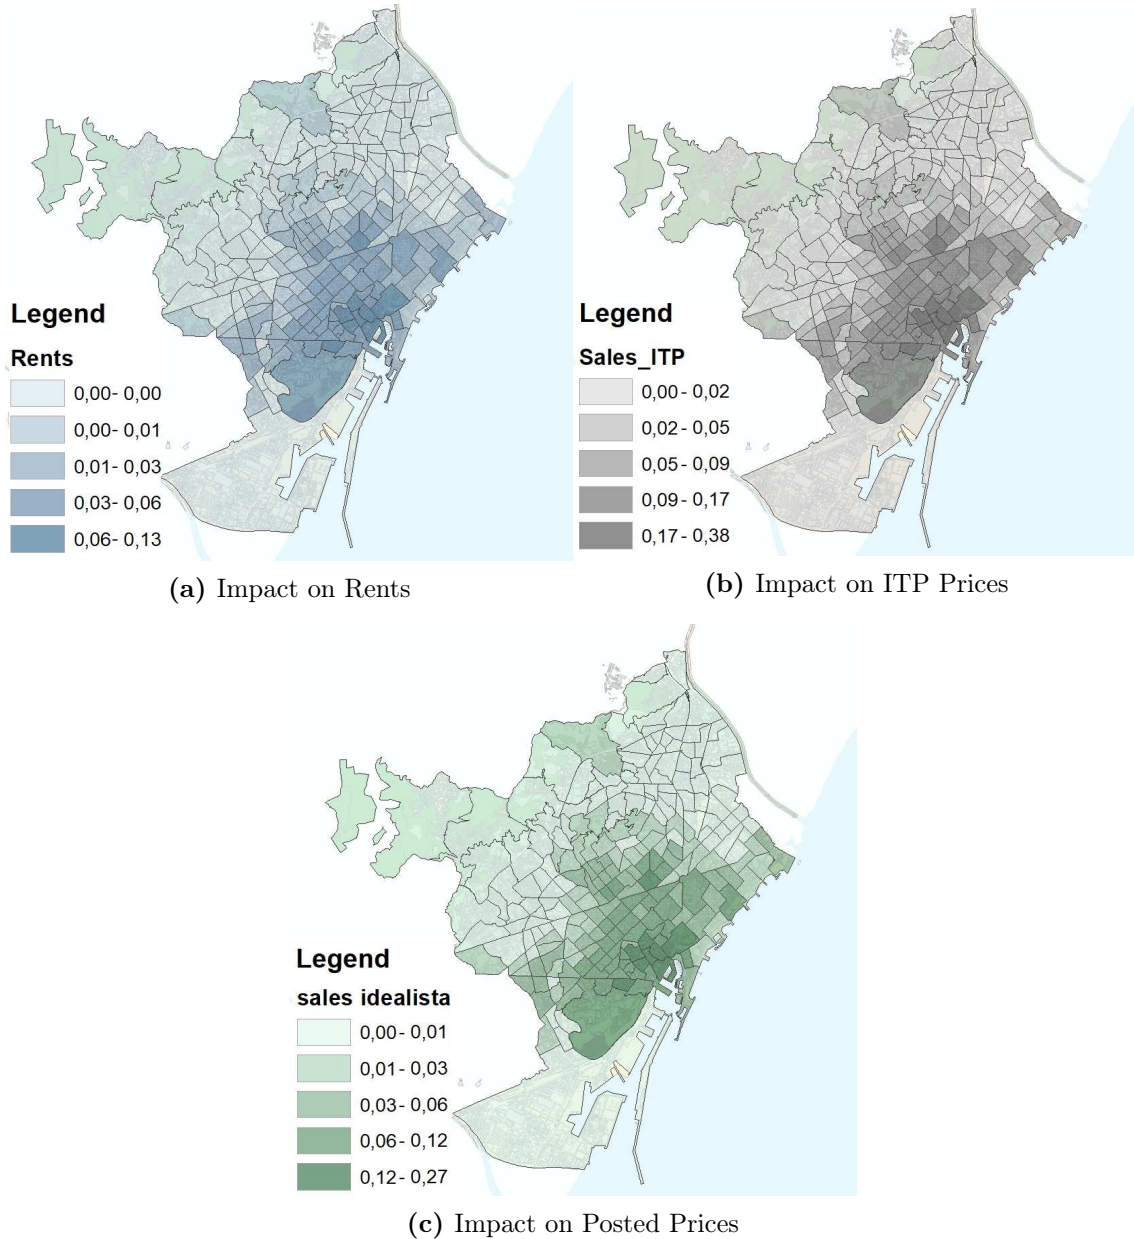 Legend
Rents
0,00- 0,00
0,00- 0,01
0,01- 0,03
0,03- 0,06
0,06- 0,13
(a) Impact on Rents
Legend
Sales_ITP
0,00- 0,02
0,02- 0,05
0,05- 0,09
0,09- 0,17
0,17- 0,38
(b) Impact on ITP Prices
Legend
sales idealista
0,00- 0,01
0,01- 0,03
0,03- 0,06
0,06- 0,12
0,12- 0,27
(c) Impact on Posted Prices